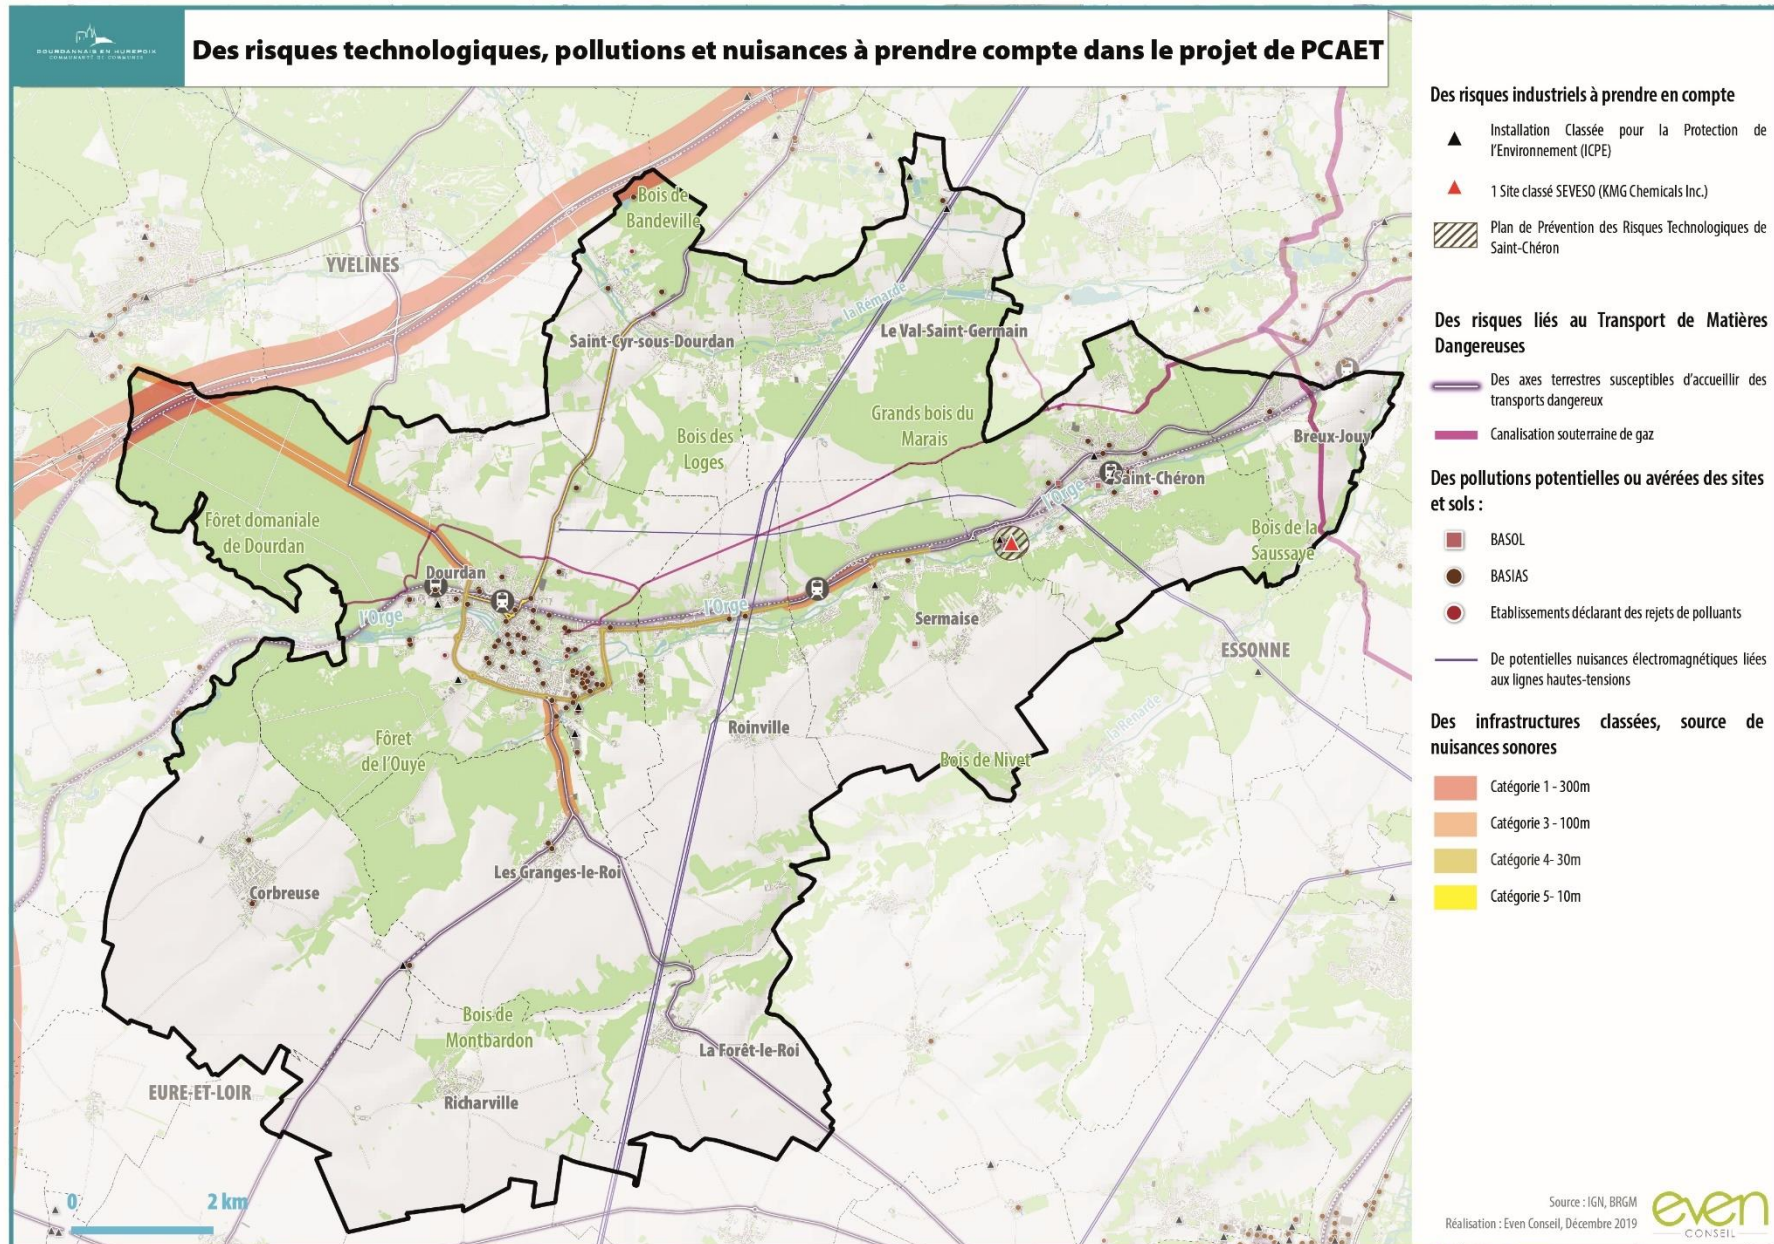 DOURDANNAIS EN HUREPOIX
COMMUNAUTÉ DE COMMUNES
Des risques technologiques, pollutions et nuisances à prendre compte dans le projet de PCAET
Bois de
Bandeville
YVELINES
la Rémarde
Saint-Cyr-sous-Dourdan
Le Val-Saint-Germain
Grands bois du
Marais
Bois des
Loges
Breux-Jouy
Saint-Chéron
l'Orge
Fôret domaniale
de Dourdan
Bois de la
Saussaye
Dourdan
l'Orge
l'Orge
Sermaise
ESSONNE
Roinville
la Rénarde
Fôret
de l'Ouye
Bois de Nivet
Les Granges-le-Roi
Corbreuse
Bois de
Montbardon
La Forêt-le-Roi
EURE-ET-LOIR
Richarville
0
2 km
Des risques industriels à prendre en compte
Installation Classée pour la Protection de
l'Environnement (ICPE)
1 Site classé SEVESO (KMG Chemicals Inc.)
Plan de Prévention des Risques Technologiques de
Saint-Chéron
Des risques liés au Transport de Matières
Dangereuses
Des axes terrestres susceptibles d'accueillir des
transports dangereux
Canalisation souterraine de gaz
Des pollutions potentielles ou avérées des sites
et sols :
BASOL
BASIAS
Etablissements déclarant des rejets de polluants
De potentielles nuisances électromagnétiques liées
aux lignes hautes-tensions
Des infrastructures classées, source de
nuisances sonores
Catégorie 1 - 300m
Catégorie 3 - 100m
Catégorie 4- 30m
Catégorie 5- 10m
Source : IGN, BRGM
Réalisation : Even Conseil, Décembre 2019
even
CONSEIL